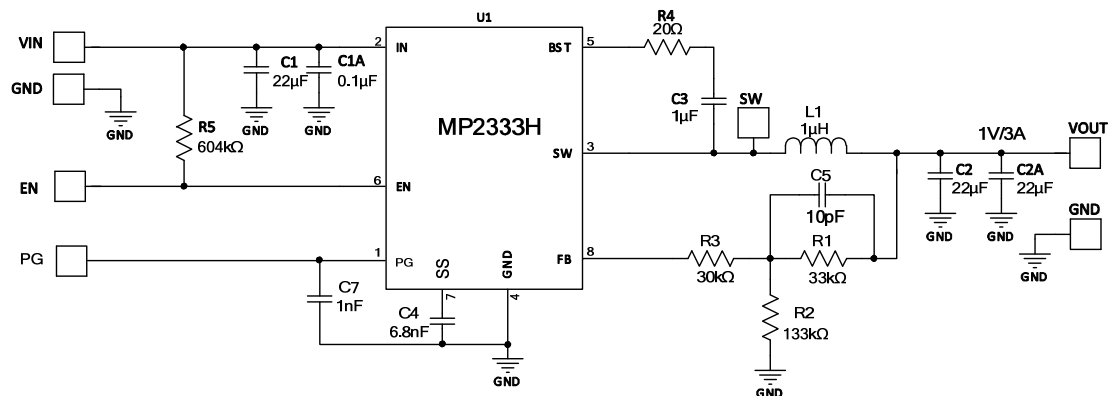 U1
R4
20Ω
VIN
2
IN
BST
5
C1
22µF
C1A
0.1µF
GND
GND
GND
GND
R5
604kΩ
MP2333H
C3
1µF
SW
L1
1µH
1V/3A
VOUT
SW
3
C2
22µF
C2A
22µF
EN
6
EN
C5
10pF
GND
GND
GND
GND
PG
1
PG
SS
GND
FB
8
R3
30kΩ
R1
33kΩ
C7
1nF
7
4
C4
6.8nF
R2
133kΩ
GND
GND